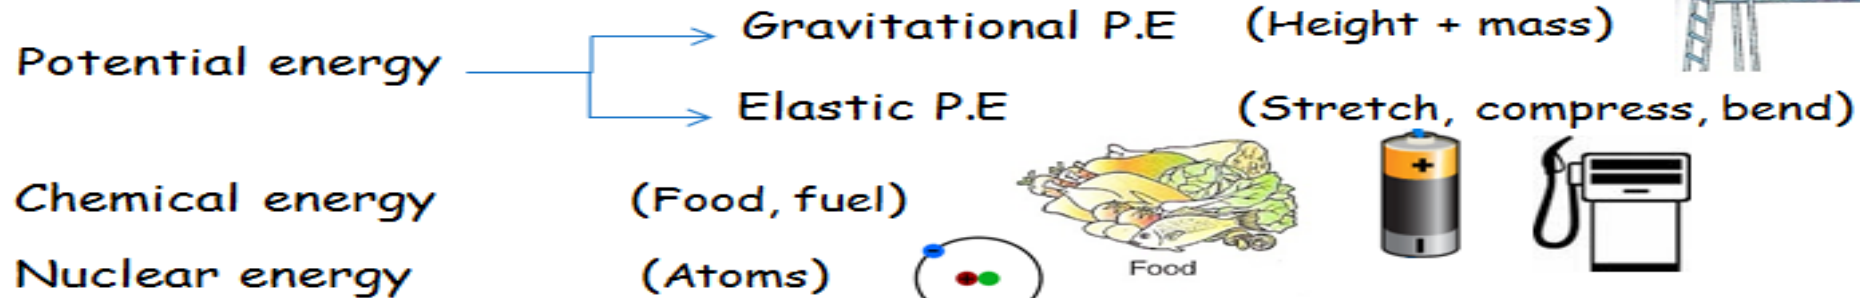 Gravitational P.E (Height + mass)
Potential energy
Elastic P.E (Stretch, compress, bend)
Chemical energy (Food, fuel)
Food
Nuclear energy (Atoms)